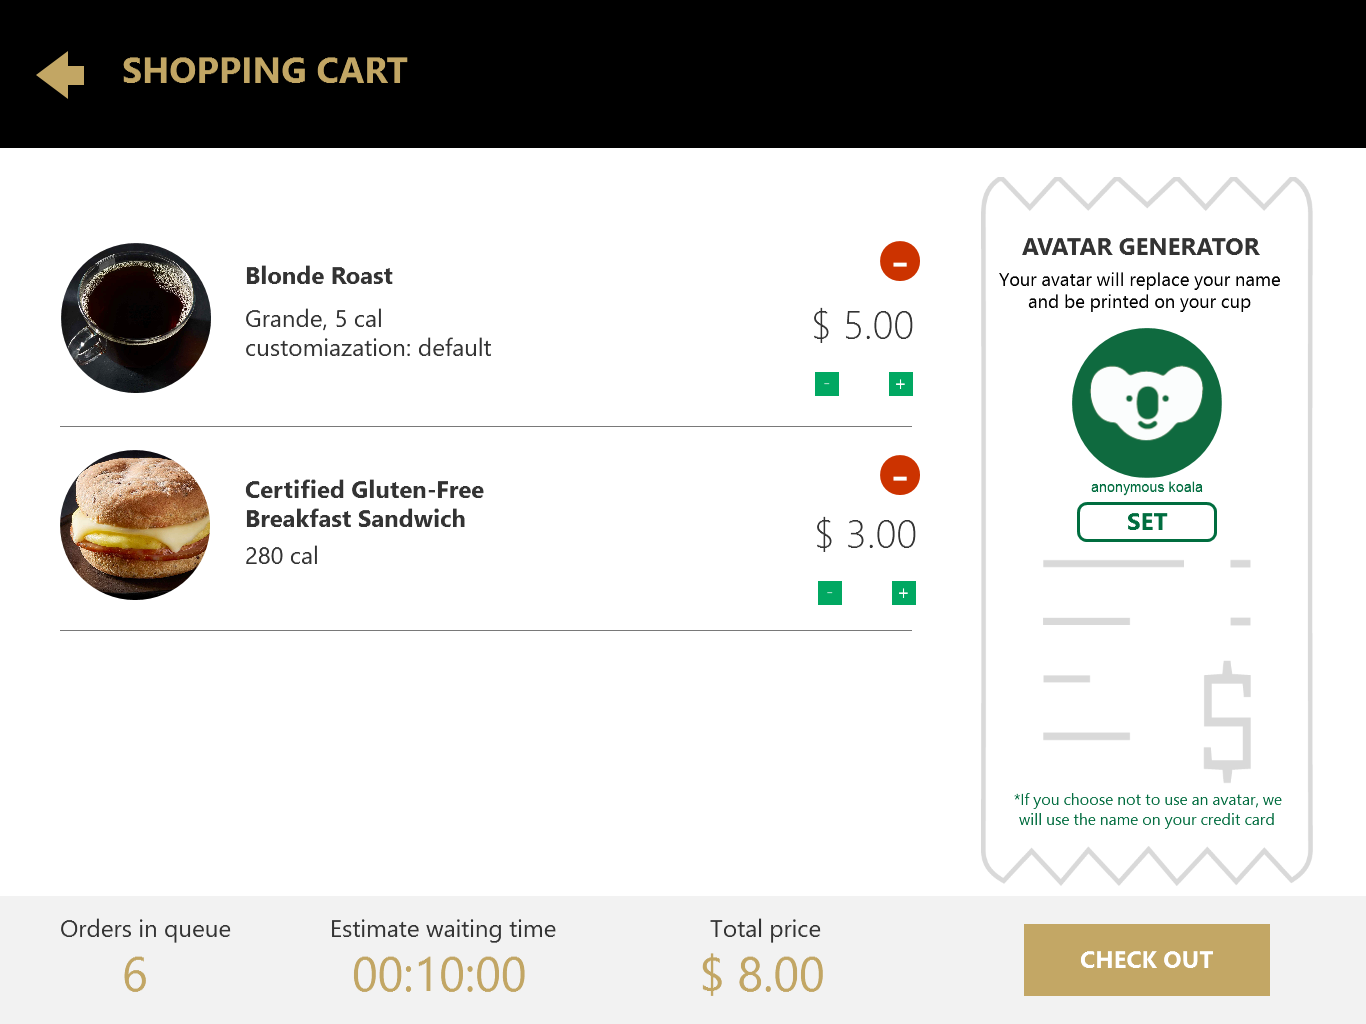 SHOPPING CART
Blonde Roast
Grande, 5 cal
customiazation: default
-
$ 5.00
- +
Certified Gluten-Free
Breakfast Sandwich
280 cal
-
$ 3.00
- +
AVATAR GENERATOR
Your avatar will replace your name
and be printed on your cup
anonymous koala
SET
$
*If you choose not to use an avatar, we
will use the name on your credit card
Orders in queue
6
Estimate waiting time
00:10:00
Total price
$ 8.00
CHECK OUT